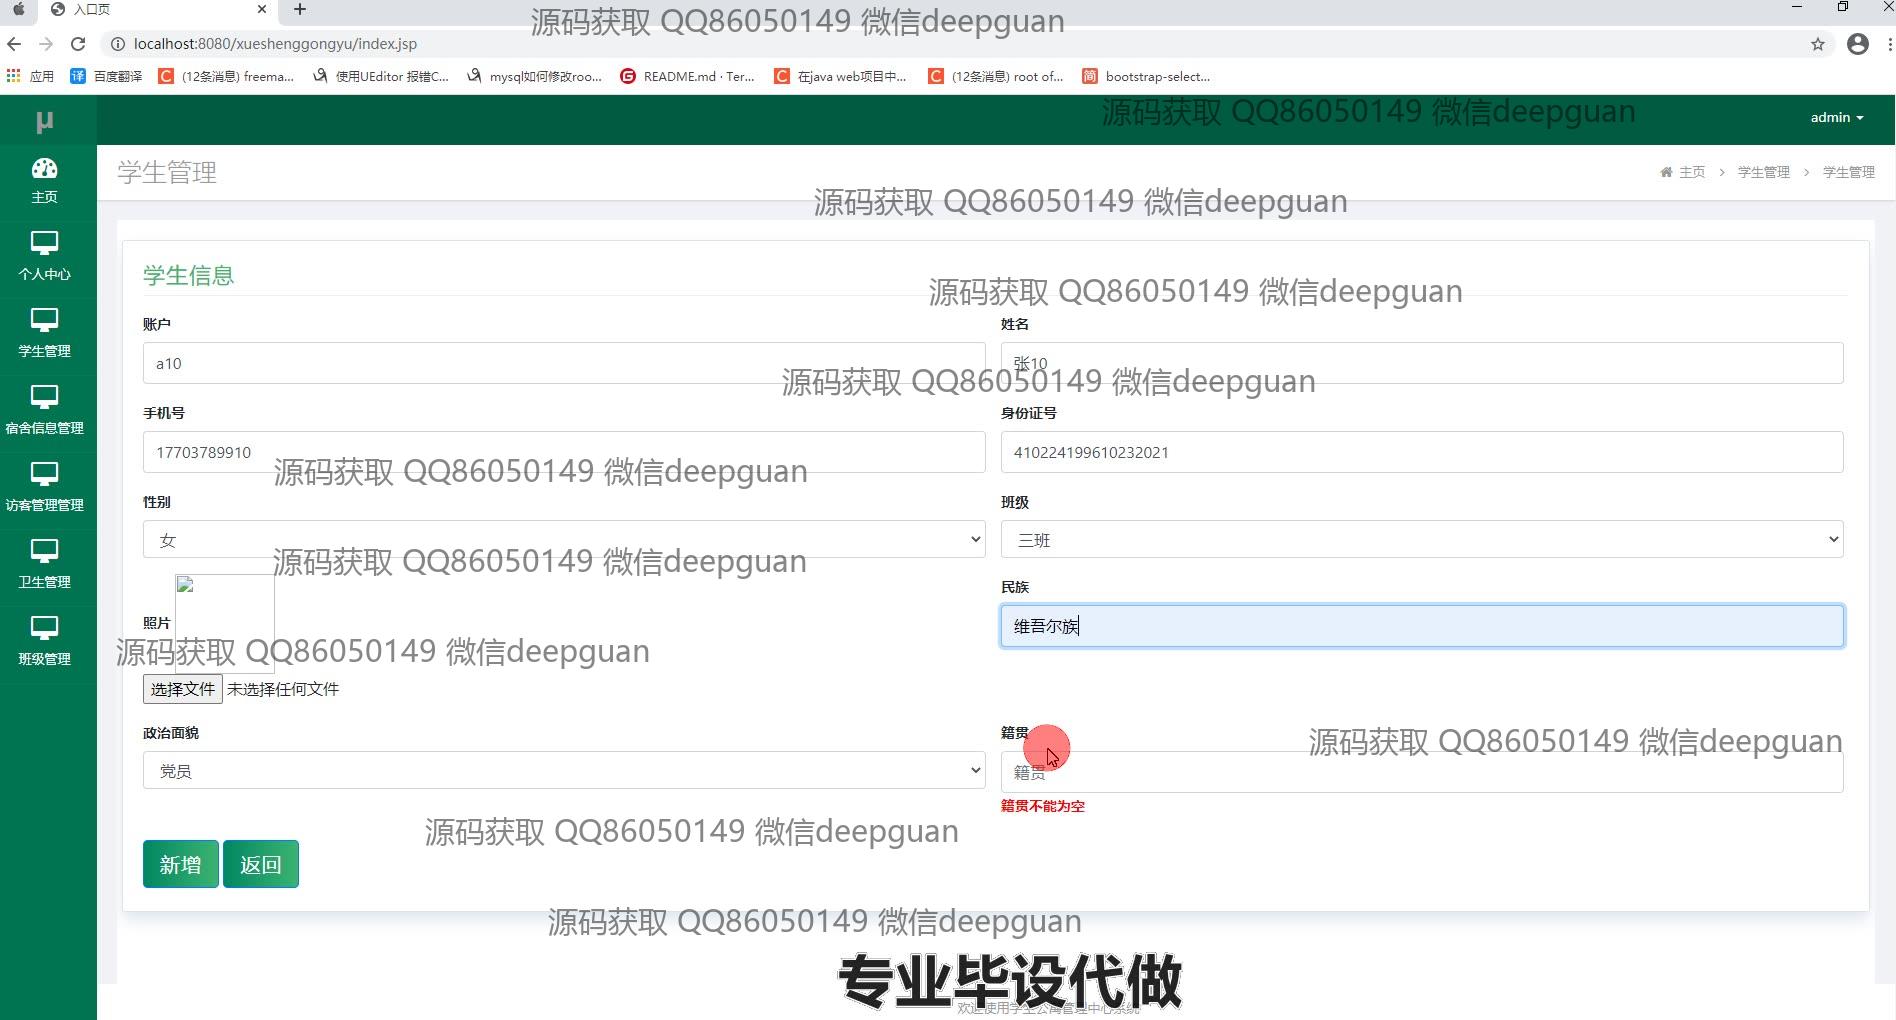 入口页
源码获取 QQ86050149 微信deepguan
localhost:8080/xueshenggongyu/index.jsp
应用 百度翻译 (12条消息) freema... 使用UEditor 报错C... mysql如何修改roo... README.md · Ter... 在java web项目中... (12条消息) root of... bootstrap-select...
μ
源码获取 QQ86050149 微信deepguan
admin
主页
个人中心
学生管理
宿舍信息管理
访客管理管理
卫生管理
班级管理
学生管理
主页 > 学生管理 > 学生管理
源码获取 QQ86050149 微信deepguan
学生信息
源码获取 QQ86050149 微信deepguan
账户 姓名
a10 张10
源码获取 QQ86050149 微信deepguan
手机号 身份证号
17703789910 410224199610232021
源码获取 QQ86050149 微信deepguan
性别 班级
女 三班
源码获取 QQ86050149 微信deepguan
照片 民族
维吾尔族
源码获取 QQ86050149 微信deepguan
选择文件 未选择任何文件
政治面貌 籍贯
源码获取 QQ86050149 微信deepguan
党员 籍贯
籍贯不能为空
源码获取 QQ86050149 微信deepguan
新增 返回
源码获取 QQ86050149 微信deepguan
专业毕设代做
欢迎使用学生公寓管理中心系统